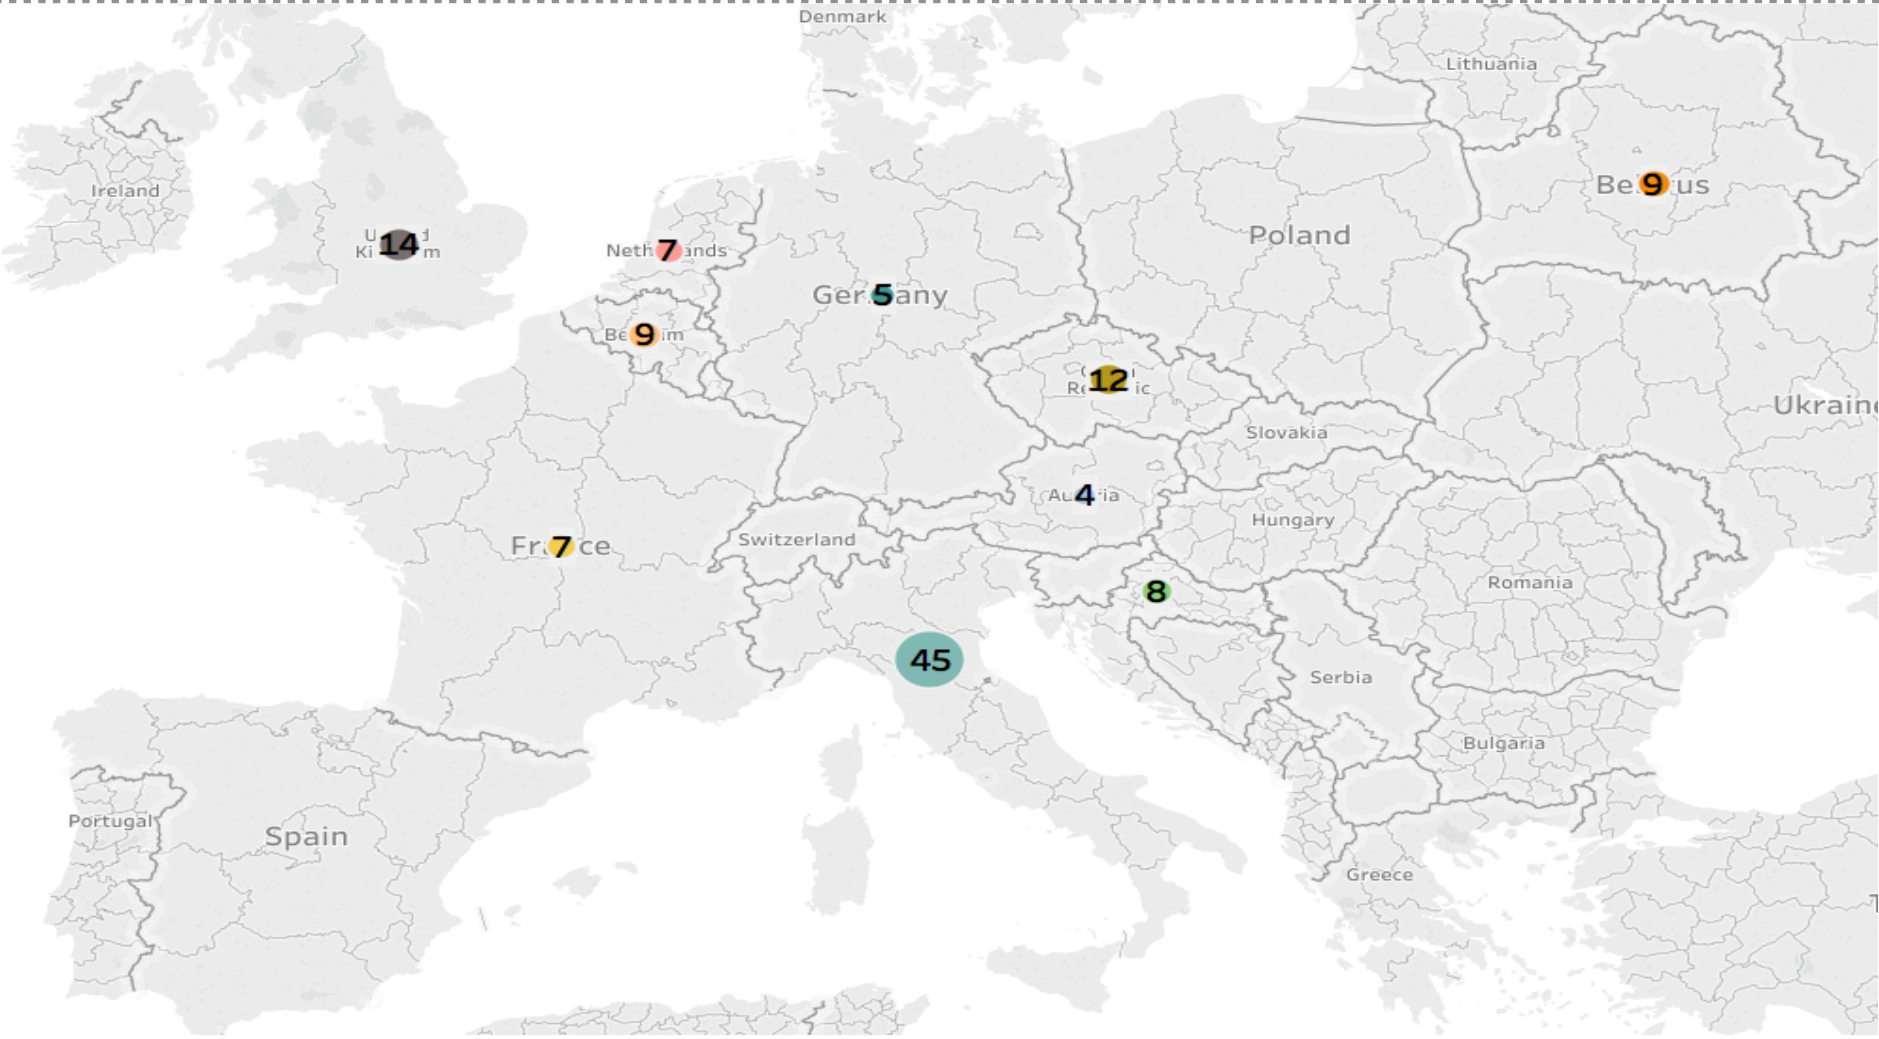 Denmark
Lithuania
Ireland
9
14
7
Poland
5
Germany
9
12
Ukraine
Slovakia
4
Hungary
Switzerland
7
Romania
8
45
Serbia
Bulgaria
Portugal
Spain
Greece